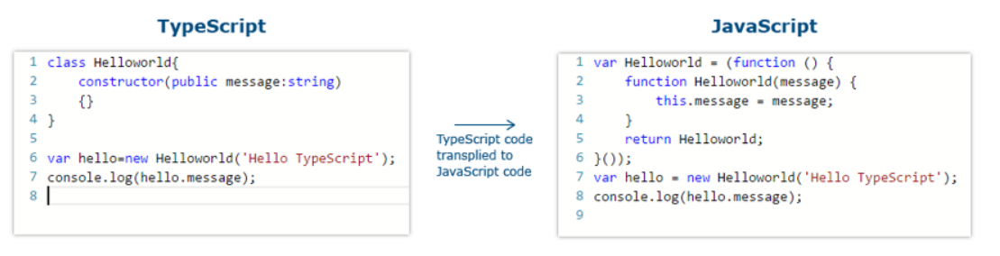 TypeScript
1 class Helloworld{
2     constructor(public message:string)
3     {}
4 }
5
6 var hello=new Helloworld('Hello TypeScript');
7 console.log(hello.message);
8
TypeScript code
transplied to
JavaScript code
JavaScript
1 var Helloworld = (function () {
2     function Helloworld(message) {
3         this.message = message;
4     }
5     return Helloworld;
6 }());
7 var hello = new Helloworld('Hello TypeScript');
8 console.log(hello.message);
9